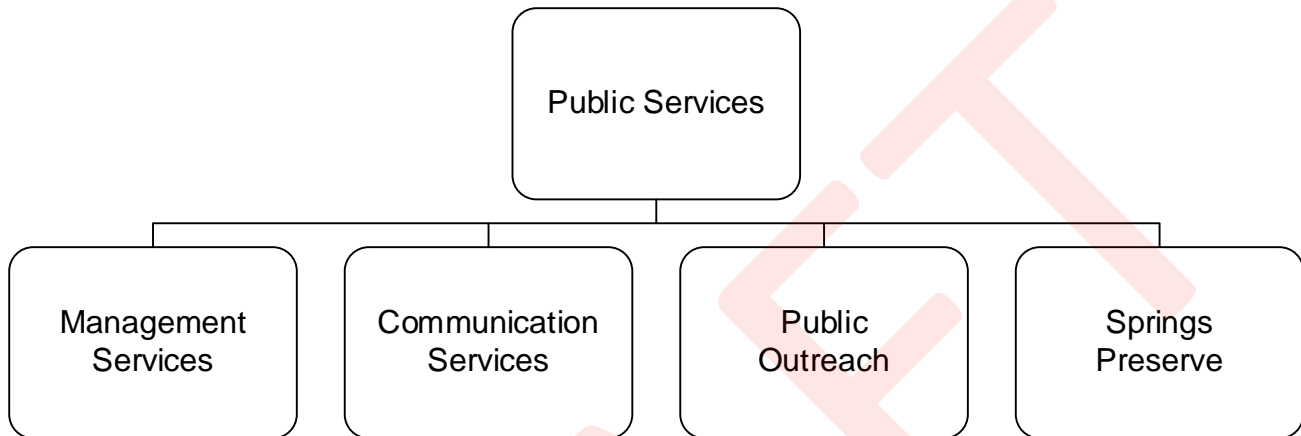 Public Services
Management
Services
Communication
Services
Public
Outreach
Springs
Preserve